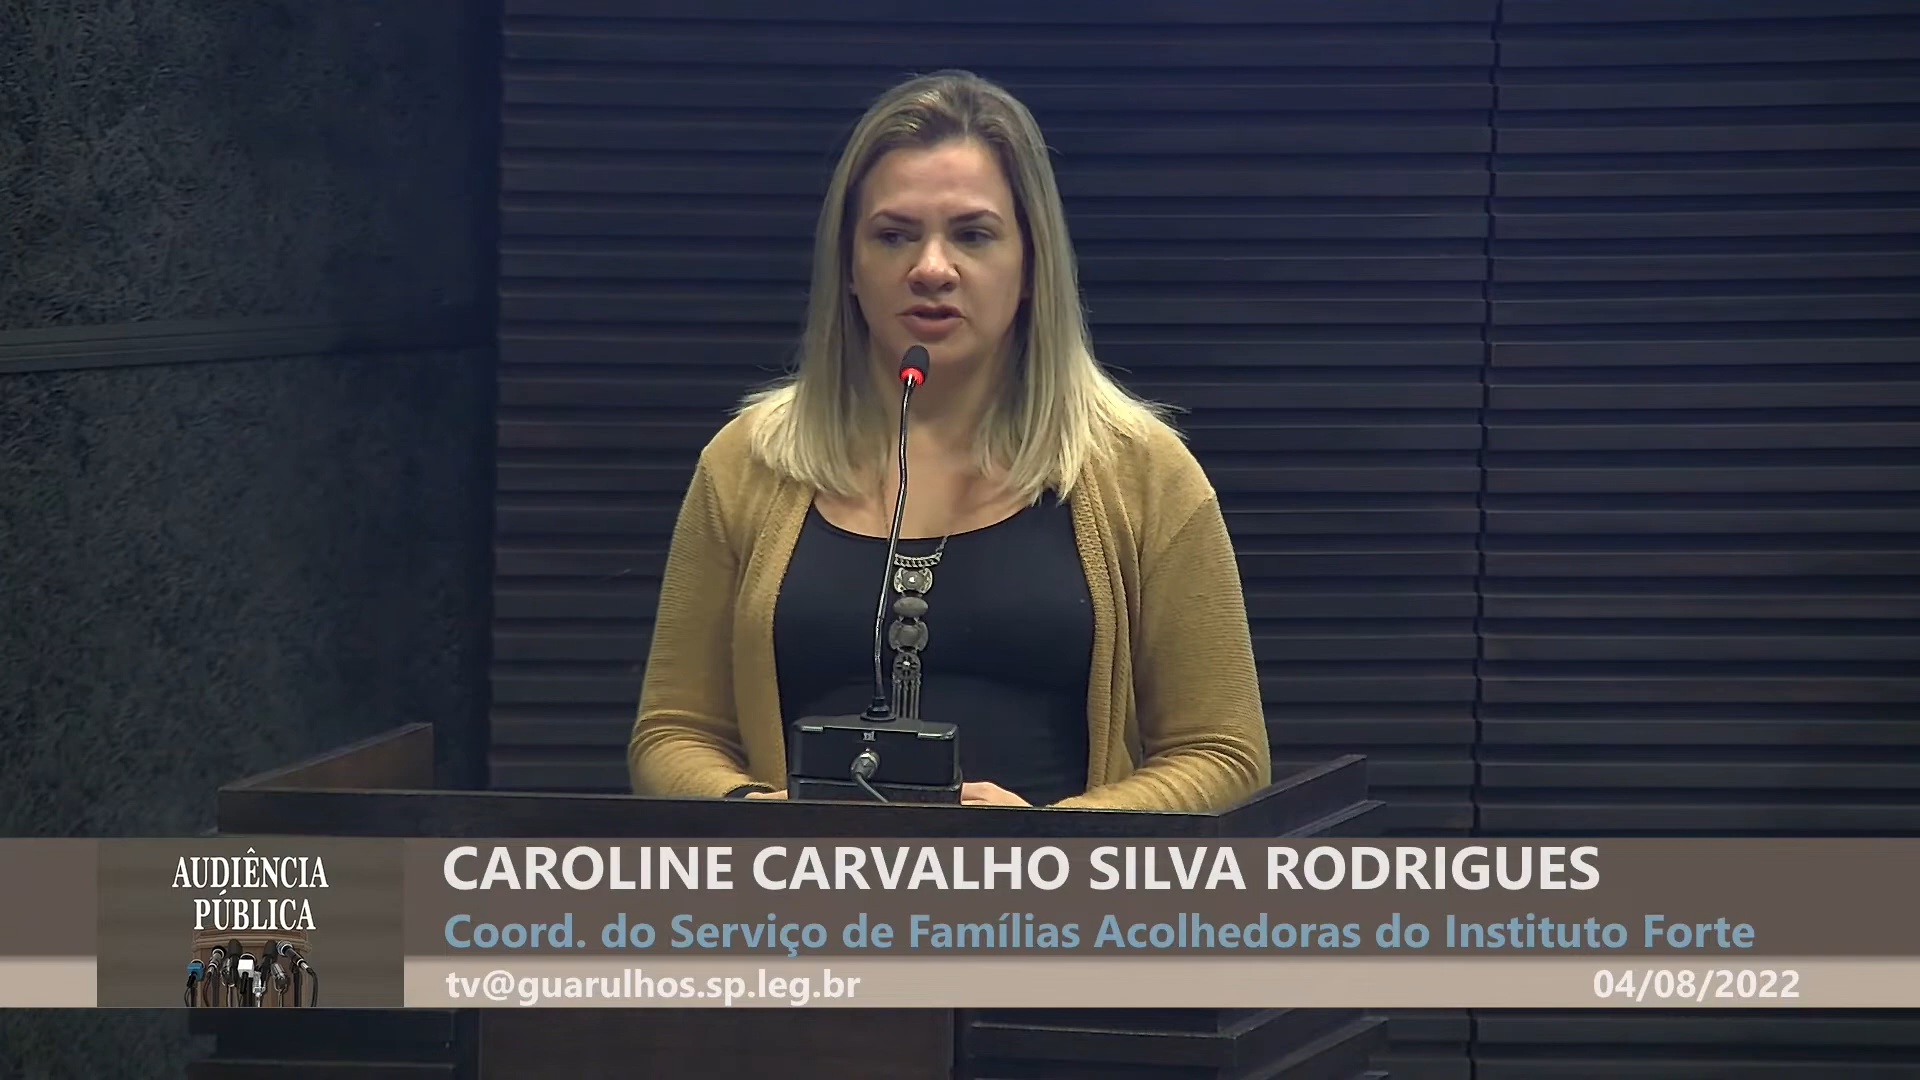 AUDIÊNCIA
PÚBLICA
CAROLINE CARVALHO SILVA RODRIGUES
Coord. do Serviço de Famílias Acolhedoras do Instituto Forte
tv@guarulhos.sp.leg.br
04/08/2022